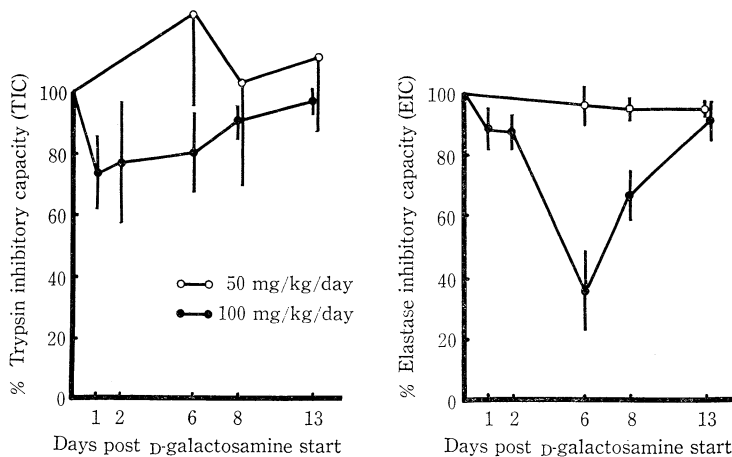 % Trypsin inhibitory capacity (TIC)
100
80
60
40
20
0
50 mg/kg/day
100 mg/kg/day
1 2 6 8 13
Days post D-galactosamine start
% Elastase inhibitory capacity (EIC)
100
80
60
40
20
0
1 2 6 8 13
Days post D-galactosamine start